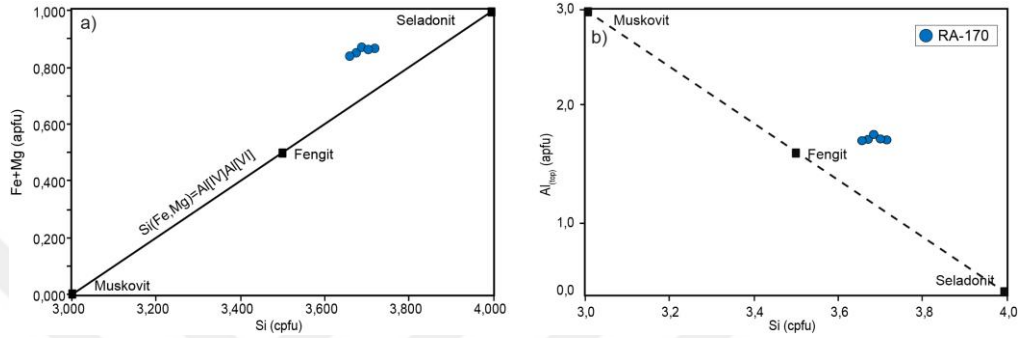 a)
Seladonit
Fengit
Muskovit
Si(Fe,Mg)=Al[IV]Al[VI]
Fe+Mg (apfu)
1,000
0,800
0,600
0,400
0,200
0,000
3,000
3,200
3,400
3,600
3,800
4,000
Si (cpfu)
b)
Muskovit
RA-170
Fengit
Seladonit
Al(top) (apfu)
3,0
2,0
1,0
0,0
3,0
3,2
3,4
3,6
3,8
4,0
Si (cpfu)